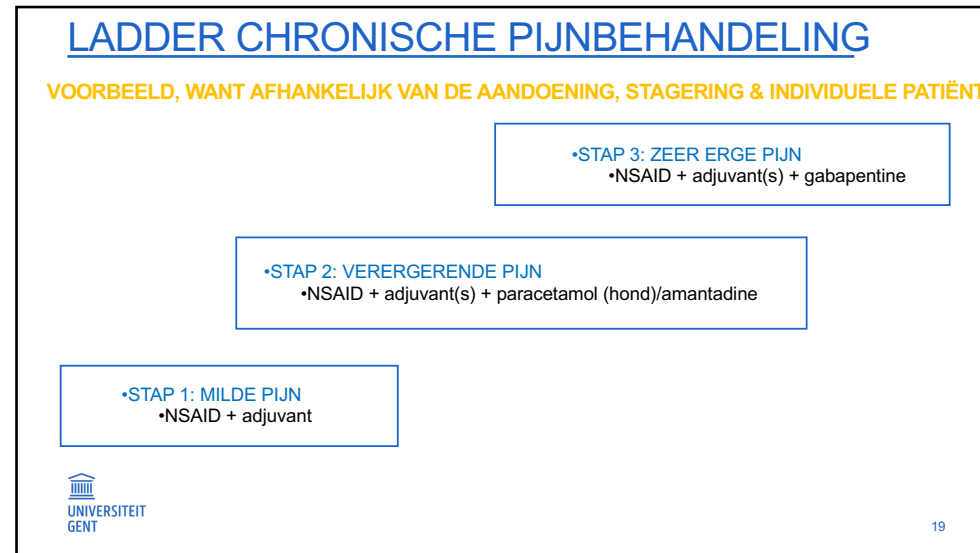 LADDER CHRONISCHE PIJNBEHANDELING
VOORBEELD, WANT AFHANKELIJK VAN DE AANDOENING, STAGERING & INDIVIDUELE PATIËNT
•STAP 3: ZEER ERGE PIJN
•NSAID + adjuvant(s) + gabapentine
•STAP 2: VERERGERENDE PIJN
•NSAID + adjuvant(s) + paracetamol (hond)/amantadine
•STAP 1: MILDE PIJN
•NSAID + adjuvant
UNIVERSITEIT
GENT
19